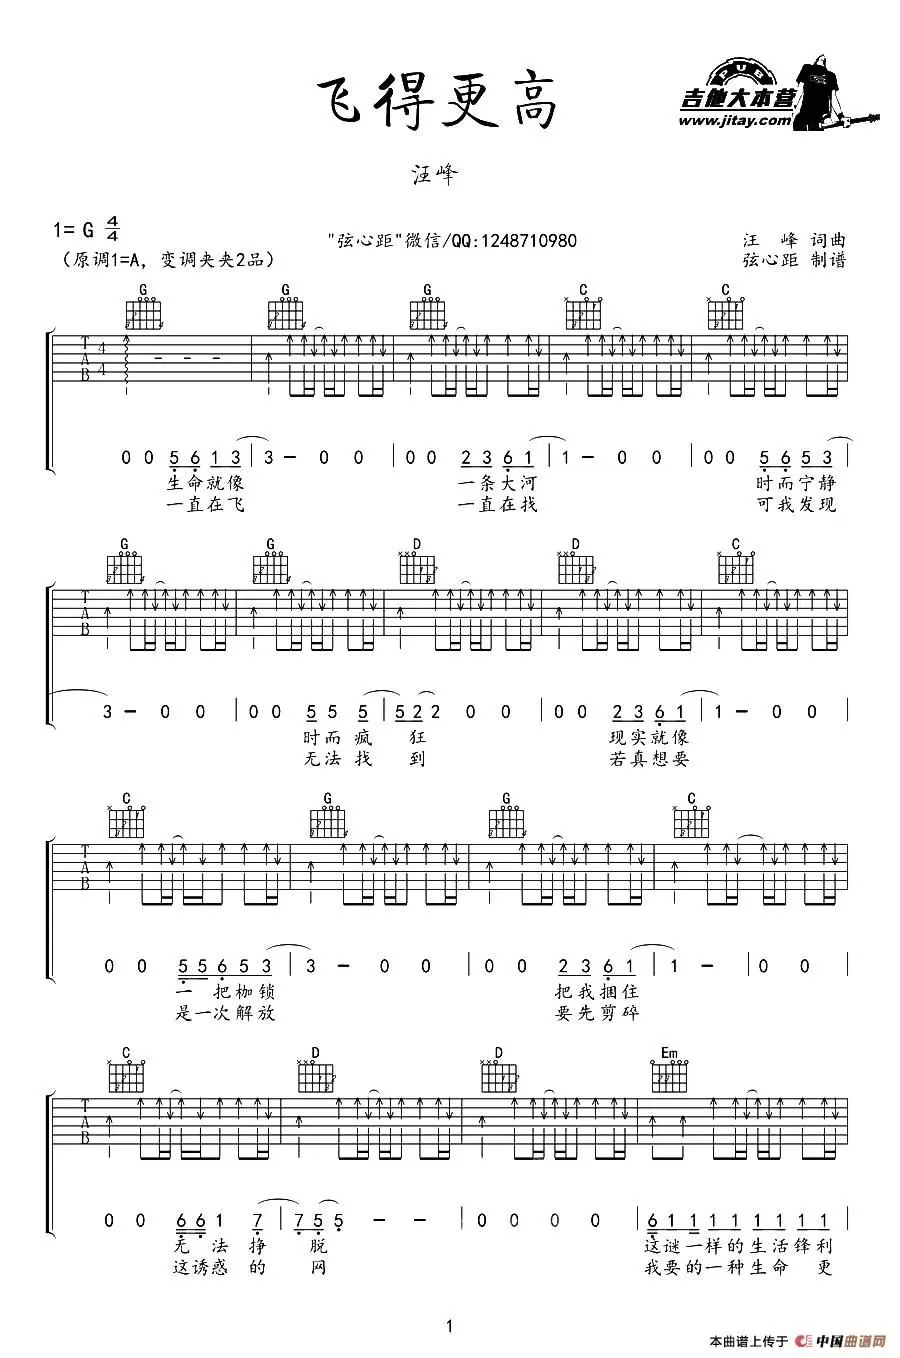 飞得更高
PUB
吉他大本营
www.jitay.com
汪峰
1= G 4/4
"弦心距"微信/QQ:1248710980
汪 峰 词曲
（原调1=A，变调夹夹2品）
弦心距 制谱
G G G C C
T A B 4 4
0 0 5 6 1 3 | 3 — 0 0 | 0 0 2 3 6 1 | 1 — 0 0 | 0 0 5 6 5 3
生命就像 一条大河 时而宁静
一直在飞 一直在找 可我发现
G G D D C
T A B
3 — 0 0 | 0 0 5 5 5 | 5 2 2 0 0 | 0 0 2 3 6 1 | 1 — 0 0
时而疯 狂 现实就像
无法找 到 若真想要
C G G C
T A B
0 0 5 5 6 5 3 | 3 — 0 0 | 0 0 2 3 6 1 | 1 — 0 0
一 把枷锁 把我捆住
是一次解放 要先剪碎
C D D Em
T A B
0 0 6 6 1 7 | 7 5 5 — — | 0 0 0 0 | 6 1 1 1 1 1 1 1 1
无 法 挣 脱 这谜一样的生活锋利
这诱惑 的 网 我要的一种生命 更
1
本曲谱上传于 中国曲谱网